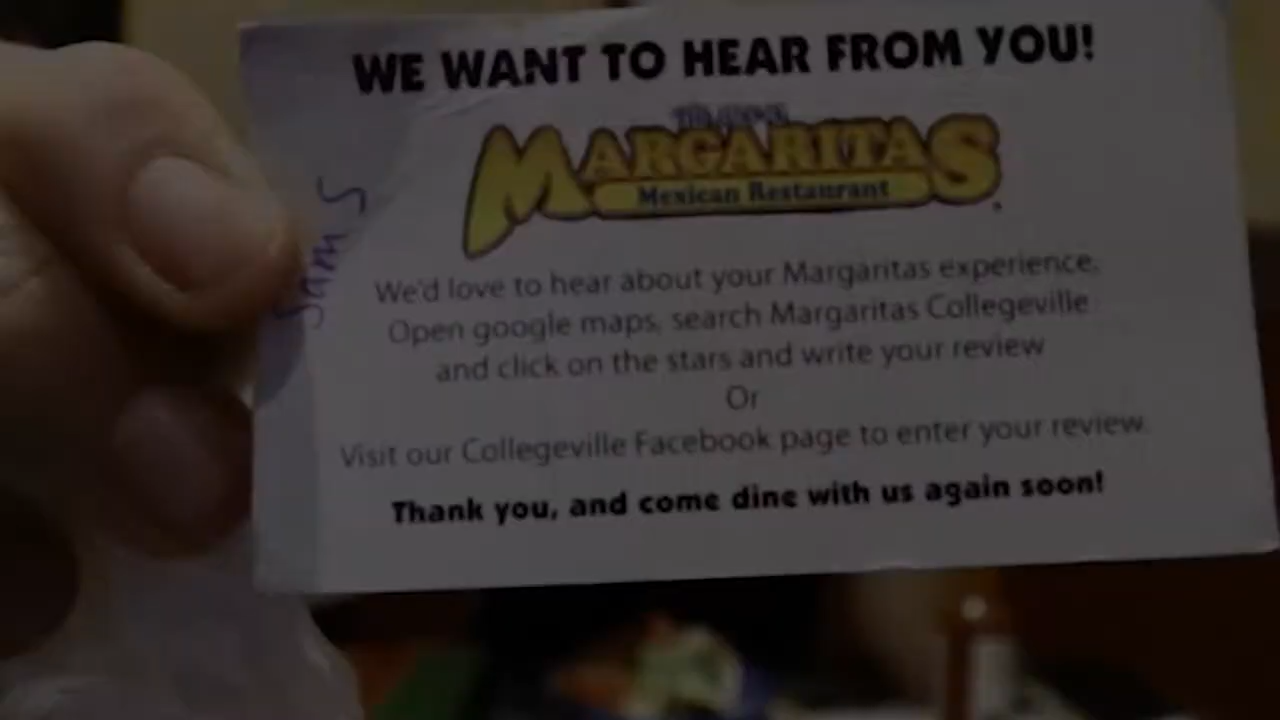 WE WANT TO HEAR FROM YOU!
MARGARITAS
Mexican Restaurant
Sam S
We'd love to hear about your Margaritas experience.
Open google maps, search Margaritas Collegeville
and click on the stars and write your review
Or
Visit our Collegeville Facebook page to enter your review.
Thank you, and come dine with us again soon!